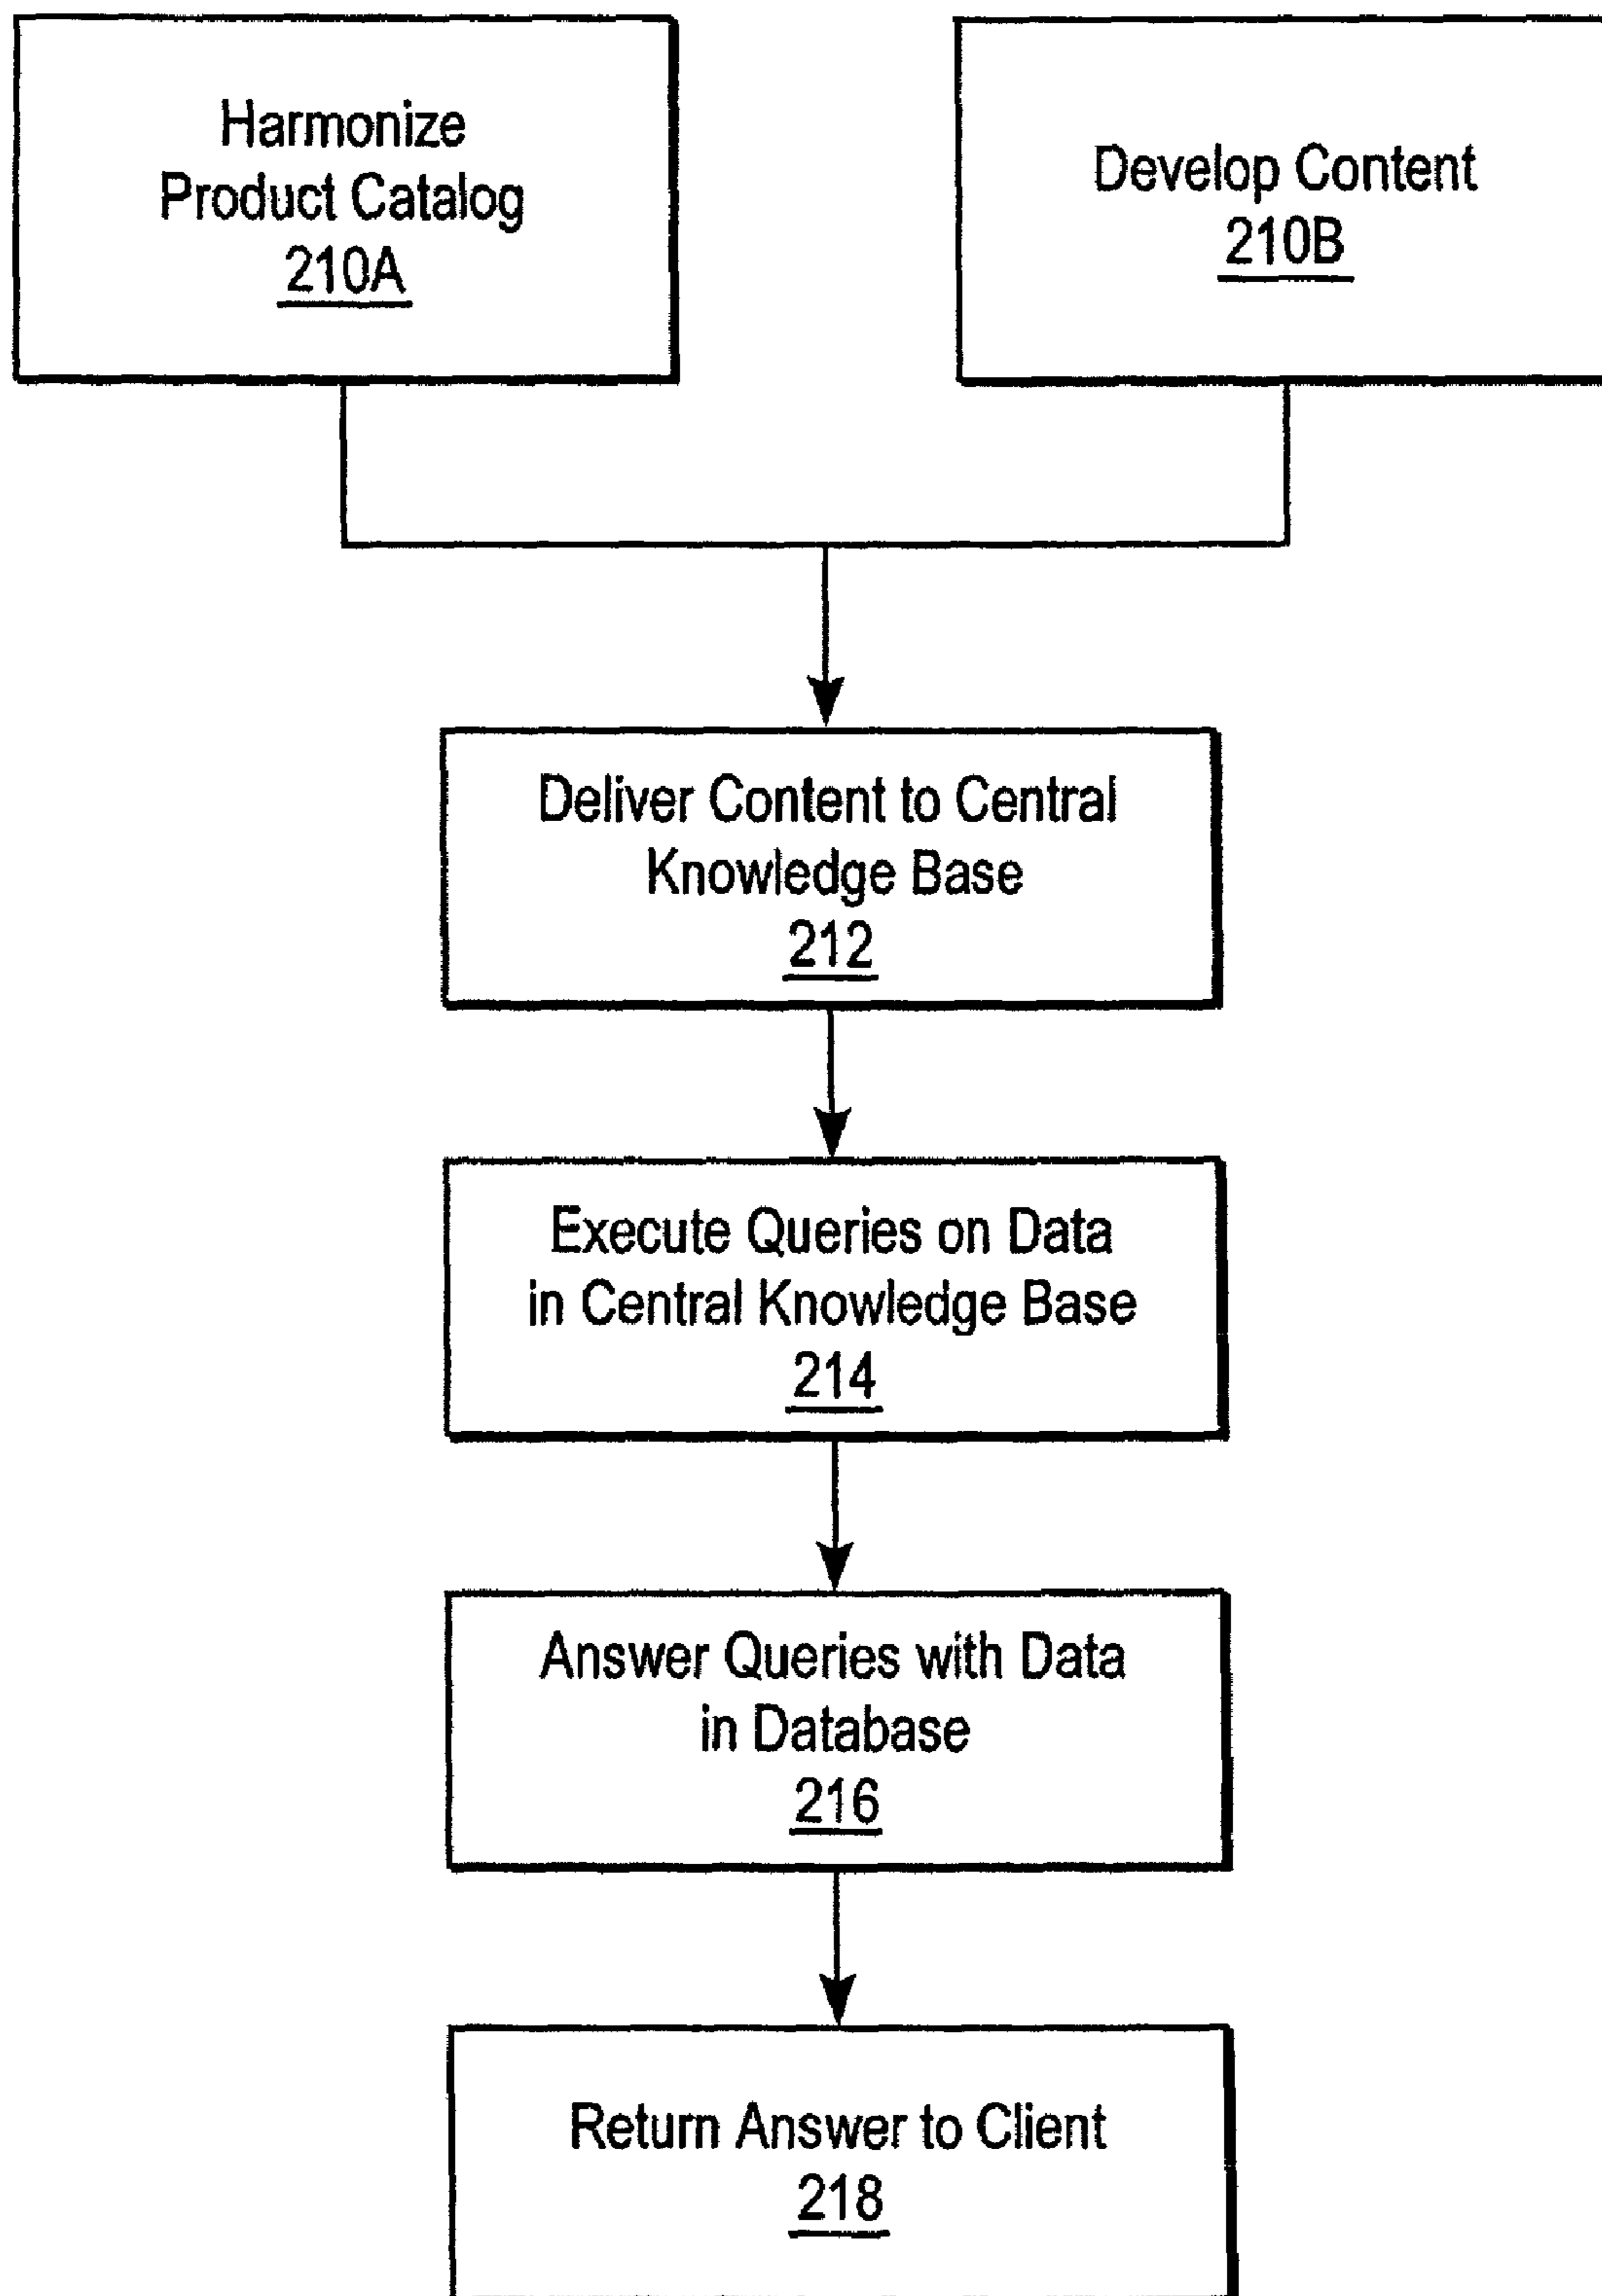 Harmonize
Product Catalog
210A
Develop Content
210B
Deliver Content to Central
Knowledge Base
212
Execute Queries on Data
in Central Knowledge Base
214
Answer Queries with Data
in Database
216
Return Answer to Client
218